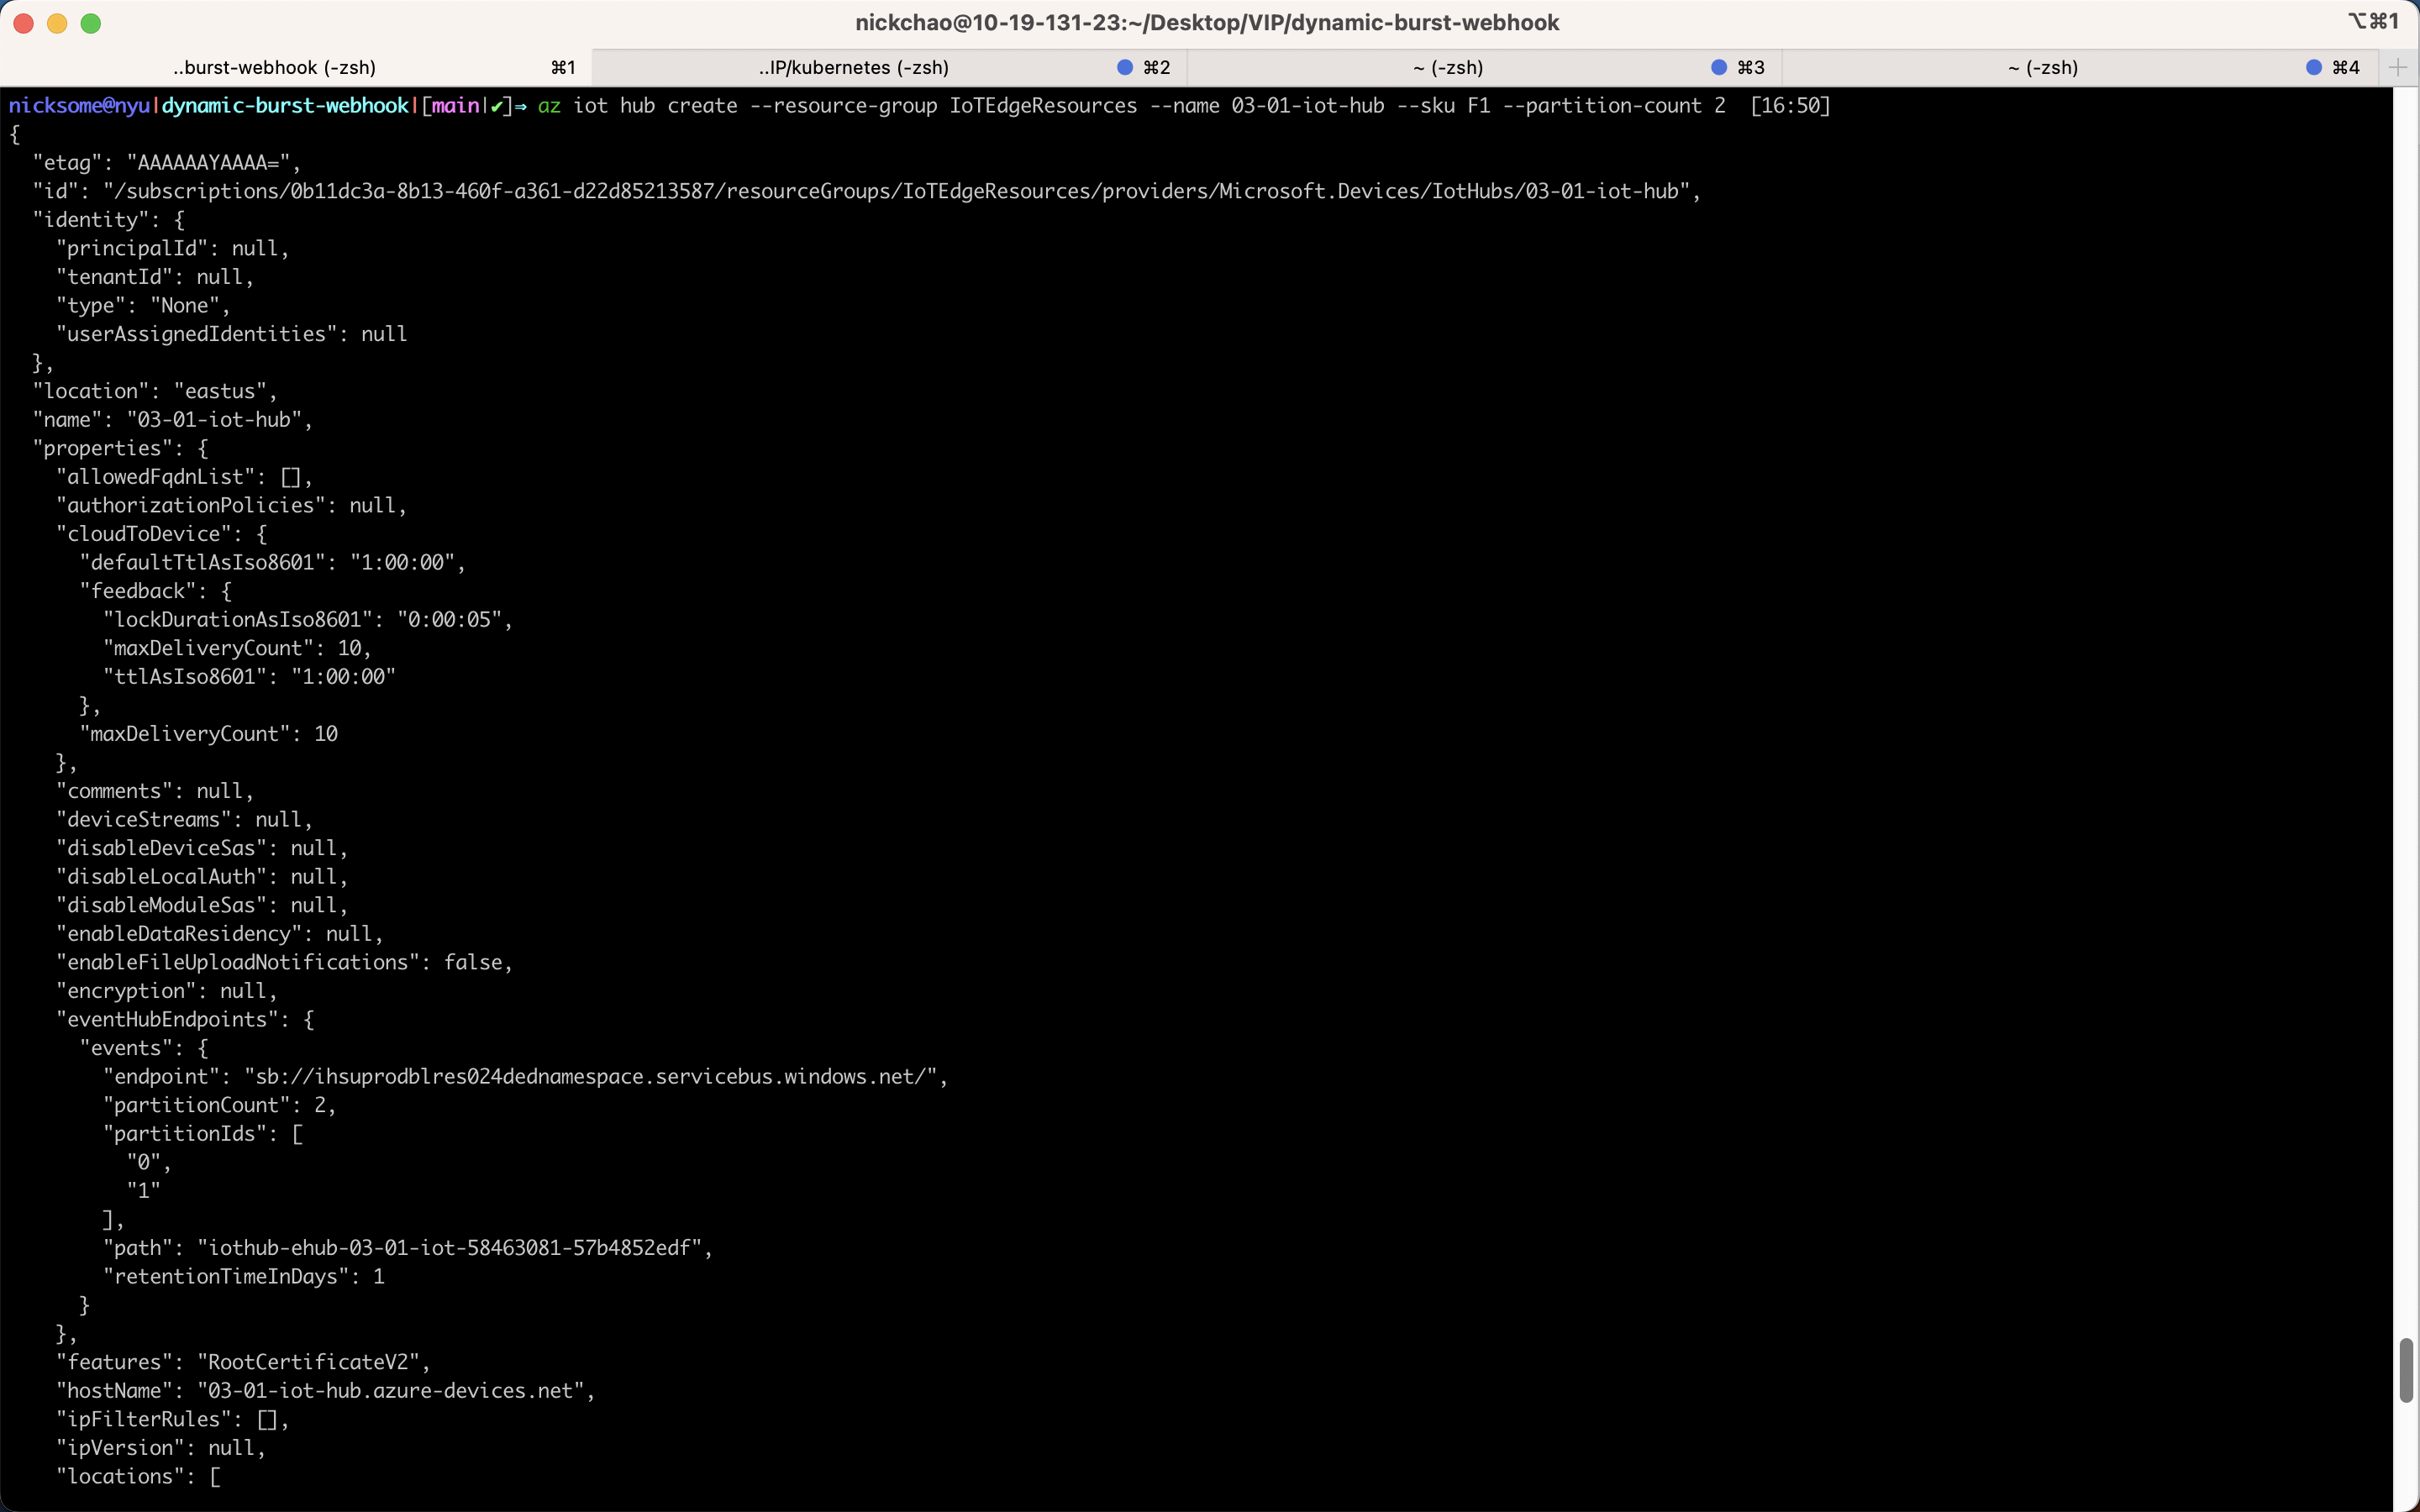 nickchao@10-19-131-23:~/Desktop/VIP/dynamic-burst-webhook ⌥⌘1
..burst-webhook (-zsh) ⌘1 ..IP/kubernetes (-zsh) ⌘2 ~ (-zsh) ⌘3 ~ (-zsh) ⌘4
nicksome@nyu|dynamic-burst-webhook|[main|✔]⇒ az iot hub create --resource-group IoTEdgeResources --name 03-01-iot-hub --sku F1 --partition-count 2  [16:50]
{
  "etag": "AAAAAAYAAAA=",
  "id": "/subscriptions/0b11dc3a-8b13-460f-a361-d22d85213587/resourceGroups/IoTEdgeResources/providers/Microsoft.Devices/IotHubs/03-01-iot-hub",
  "identity": {
    "principalId": null,
    "tenantId": null,
    "type": "None",
    "userAssignedIdentities": null
  },
  "location": "eastus",
  "name": "03-01-iot-hub",
  "properties": {
    "allowedFqdnList": [],
    "authorizationPolicies": null,
    "cloudToDevice": {
      "defaultTtlAsIso8601": "1:00:00",
      "feedback": {
        "lockDurationAsIso8601": "0:00:05",
        "maxDeliveryCount": 10,
        "ttlAsIso8601": "1:00:00"
      },
      "maxDeliveryCount": 10
    },
    "comments": null,
    "deviceStreams": null,
    "disableDeviceSas": null,
    "disableLocalAuth": null,
    "disableModuleSas": null,
    "enableDataResidency": null,
    "enableFileUploadNotifications": false,
    "encryption": null,
    "eventHubEndpoints": {
      "events": {
        "endpoint": "sb://ihsuprodblres024dednamespace.servicebus.windows.net/",
        "partitionCount": 2,
        "partitionIds": [
          "0",
          "1"
        ],
        "path": "iothub-ehub-03-01-iot-58463081-57b4852edf",
        "retentionTimeInDays": 1
      }
    },
    "features": "RootCertificateV2",
    "hostName": "03-01-iot-hub.azure-devices.net",
    "ipFilterRules": [],
    "ipVersion": null,
    "locations": [